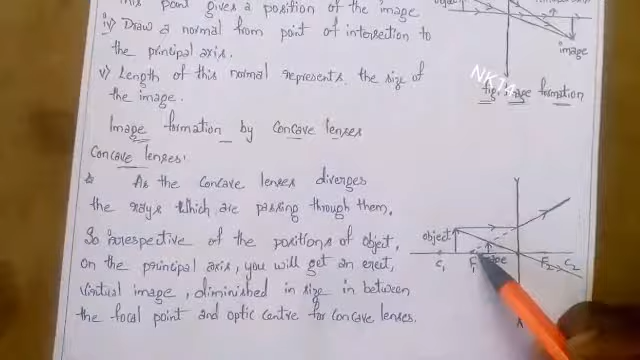 This point gives a position of the image
iv) Draw a normal from point of intersection to
the principal axis.
v) Length of this normal represents the size of
the image.
image
NK74
fig: Image formation
Image formation by Concave lenses
Concave lenses:
As the Concave lenses diverges
the rays which are passing through them.
So irrespective of the positions of object,
on the principal axis, you will get an erect,
virtual image, diminished in size in between
the focal point and optic centre for concave lenses.
object
C1 F1 F2 C2